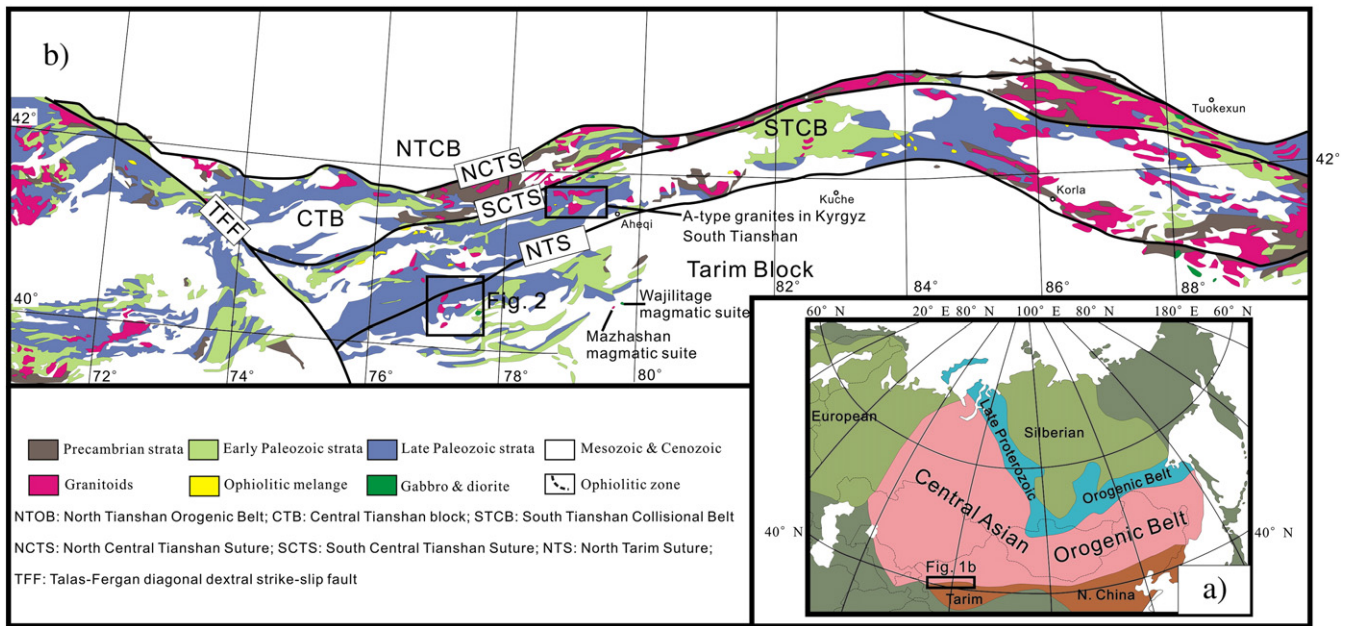 b)
42°
NTCB
NCTS
SCTS
STCB
Tuokexun
42°
TFF
CTB
NTS
Aheqi
Kuche
Korla
A-type granites in Kyrgyz
South Tianshan
Tarim Block
40°
Fig. 2
Wajilitage
magmatic suite
Mazhashan
magmatic suite
72
74
76
78
80°
82
84
86
88
Precambrian strata
Early Paleozoic strata
Late Paleozoic strata
Mesozoic & Cenozoic
Granitoids
Ophiolitic melange
Gabbro & diorite
Ophiolitic zone
NTOB: North Tianshan Orogenic Belt; CTB: Central Tianshan block; STCB: South Tianshan Collisional Belt
NCTS: North Central Tianshan Suture; SCTS: South Central Tianshan Suture; NTS: North Tarim Suture;
TFF: Talas-Fergan diagonal dextral strike-slip fault
60° N
20° E
80° N
100° E
80° N
180° E
60° N
European
Late Proterozoic
Silberian
Orogenic Belt
Central Asian
Orogenic Belt
40° N
40° N
Fig. 1b
Tarim
N. China
a)